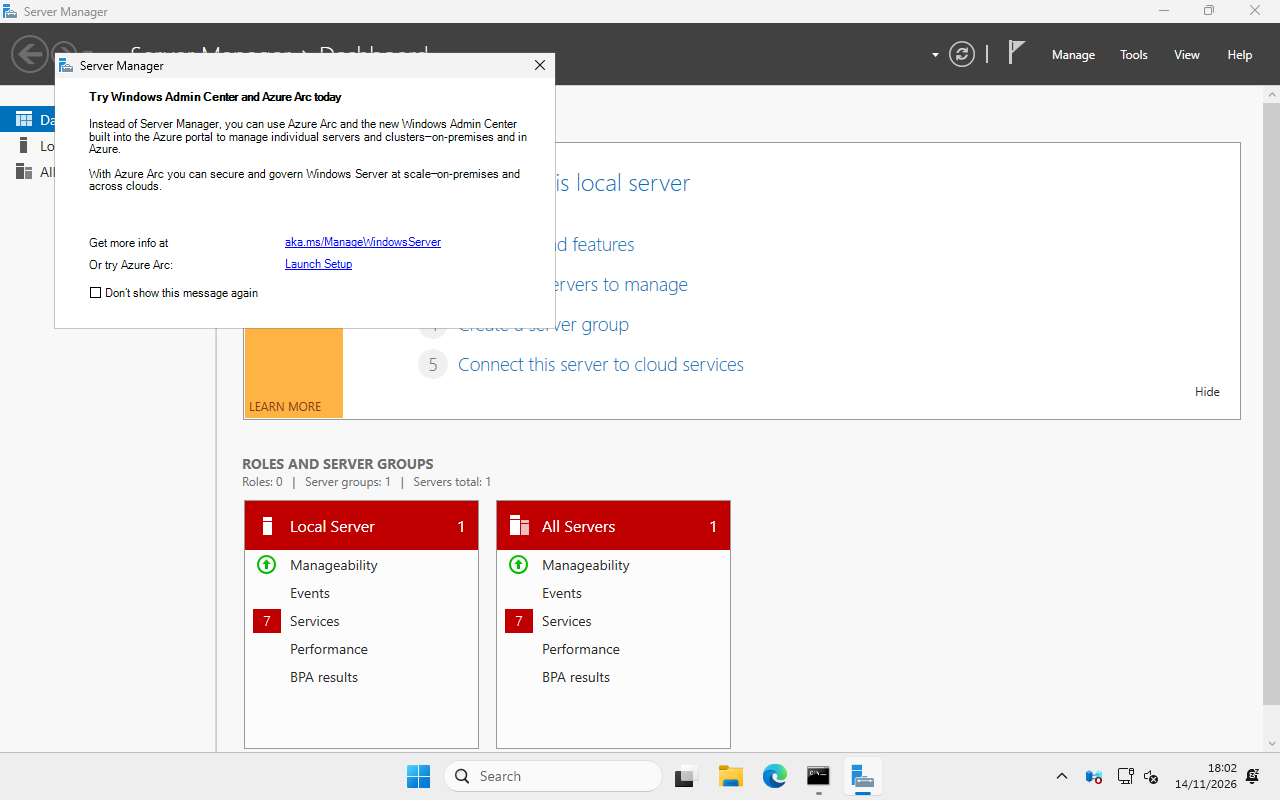 Server Manager
Manage
Tools
View
Help
Server Manager
Try Windows Admin Center and Azure Arc today
Instead of Server Manager, you can use Azure Arc and the new Windows Admin Center
built into the Azure portal to manage individual servers and clusters—on-premises and in
Azure.
With Azure Arc you can secure and govern Windows Server at scale—on-premises and
across clouds.
Get more info at aka.ms/ManageWindowsServer
Or try Azure Arc: Launch Setup
Don't show this message again
local server
features
servers to manage
Create a server group
5 Connect this server to cloud services
LEARN MORE
Hide
ROLES AND SERVER GROUPS
Roles: 0 | Server groups: 1 | Servers total: 1
Local Server 1
Manageability
Events
7 Services
Performance
BPA results
All Servers 1
Manageability
Events
7 Services
Performance
BPA results
Search
18:02
14/11/2026